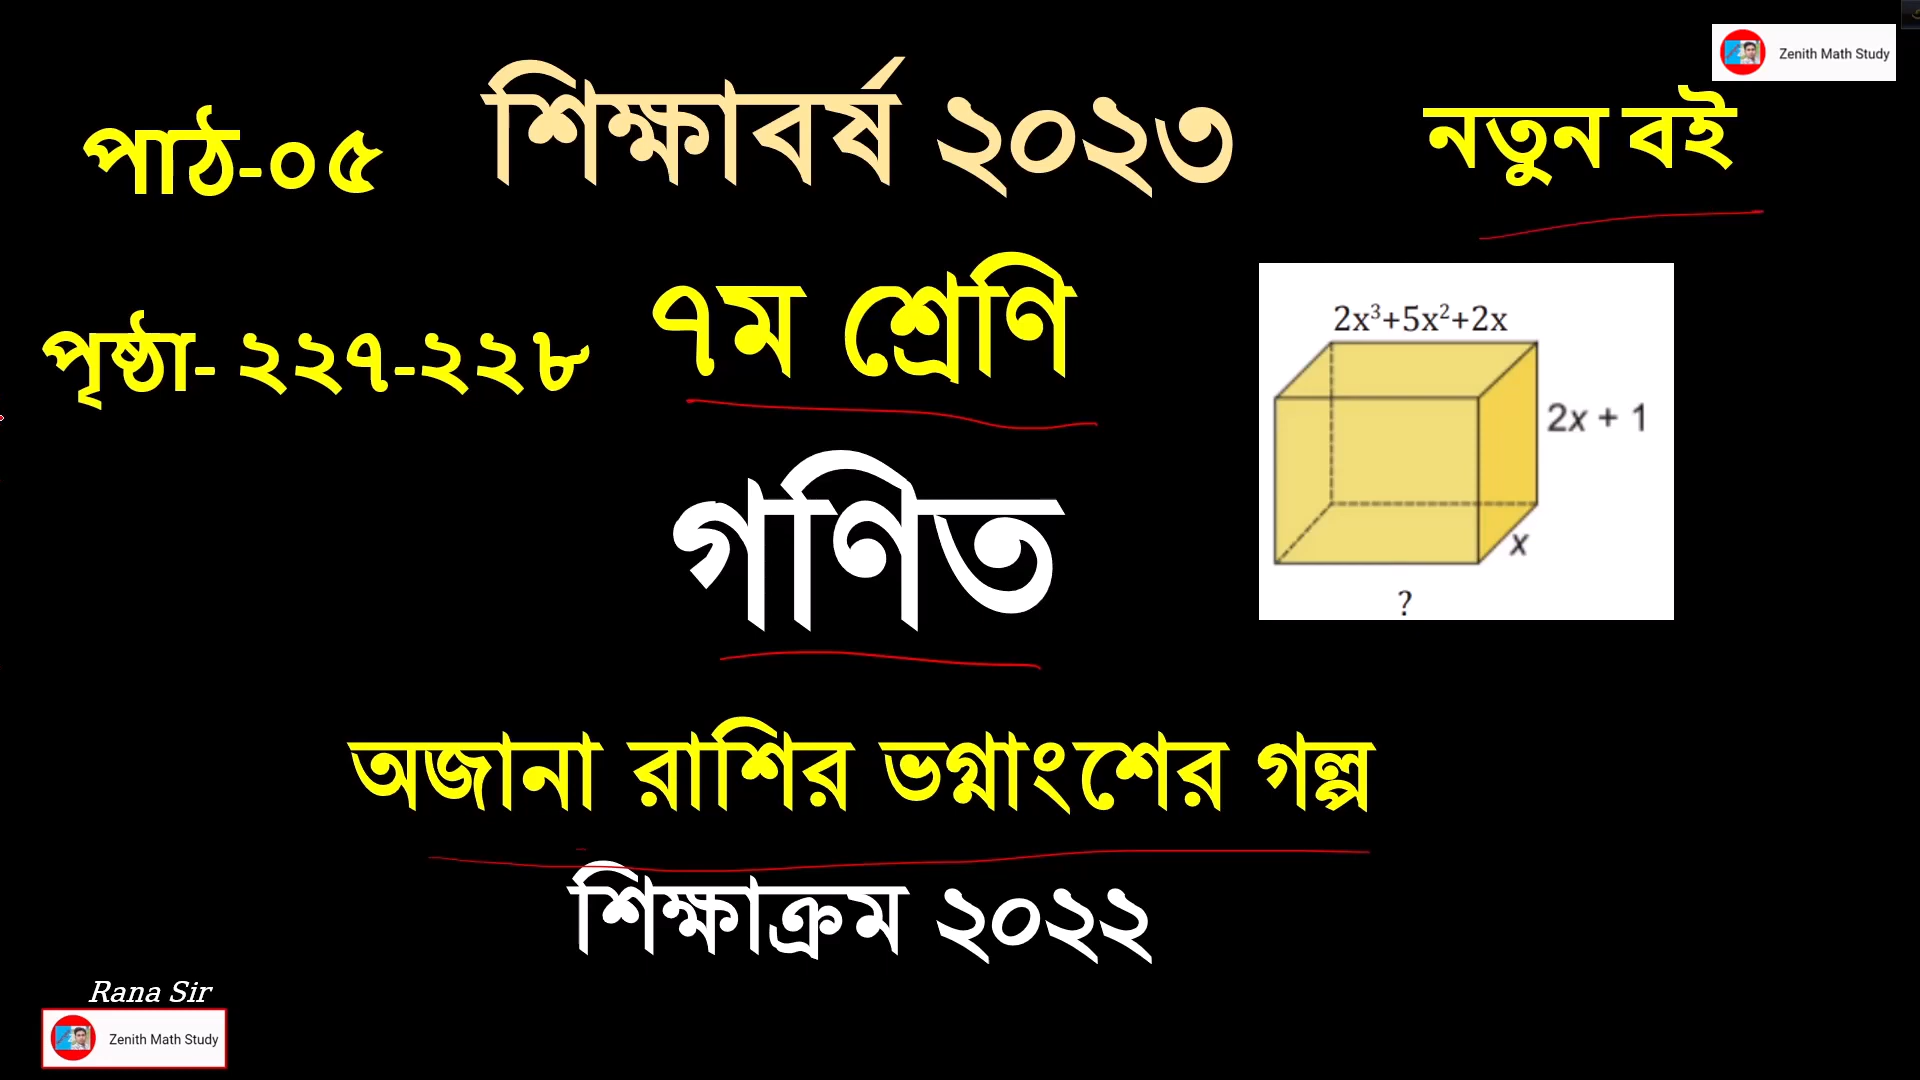 Zenith Math Study
পাঠ-০৫
শিক্ষাবর্ষ ২০২৩
নতুন বই
পৃষ্ঠা- ২২৭-২২৮
৭ম শ্রেণি
2x³+5x²+2x
2x + 1
x
?
গণিত
অজানা রাশির ভগ্নাংশের গল্প
শিক্ষাক্রম ২০২২
Rana Sir
Zenith Math Study